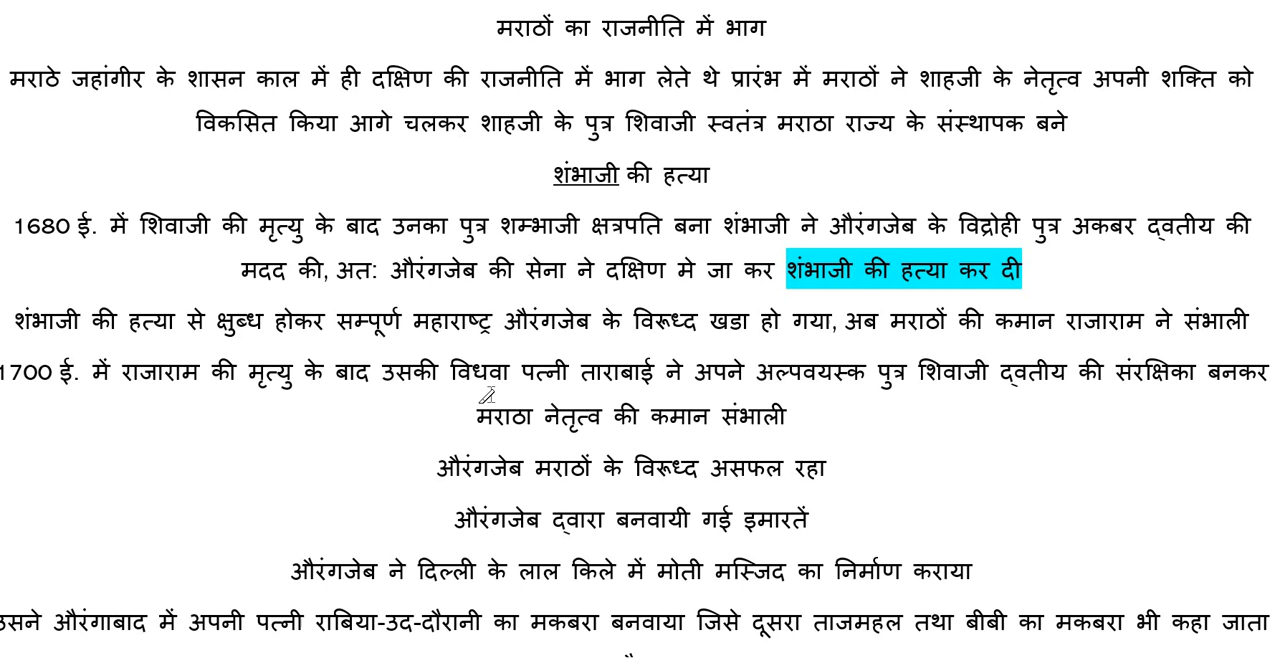 मराठों का राजनीति में भाग
मराठे जहांगीर के शासन काल में ही दक्षिण की राजनीति में भाग लेते थे प्रारंभ में मराठों ने शाहजी के नेतृत्व अपनी शक्ति को
विकसित किया आगे चलकर शाहजी के पुत्र शिवाजी स्वतंत्र मराठा राज्य के संस्थापक बने
शंभाजी की हत्या
1680 ई. में शिवाजी की मृत्यु के बाद उनका पुत्र शम्भाजी क्षत्रपति बना शंभाजी ने औरंगजेब के विद्रोही पुत्र अकबर द्वतीय की
मदद की, अत: औरंगजेब की सेना ने दक्षिण मे जा कर शंभाजी की हत्या कर दी
शंभाजी की हत्या से क्षुब्ध होकर सम्पूर्ण महाराष्ट्र औरंगजेब के विरूध्द खडा हो गया, अब मराठों की कमान राजाराम ने संभाली
1700 ई. में राजाराम की मृत्यु के बाद उसकी विधवा पत्नी ताराबाई ने अपने अल्पवयस्क पुत्र शिवाजी द्वतीय की संरक्षिका बनकर
मराठा नेतृत्व की कमान संभाली
औरंगजेब मराठों के विरूध्द असफल रहा
औरंगजेब द्वारा बनवायी गई इमारतें
औरंगजेब ने दिल्ली के लाल किले में मोती मस्जिद का निर्माण कराया
उसने औरंगाबाद में अपनी पत्नी राबिया-उद-दौरानी का मकबरा बनवाया जिसे दूसरा ताजमहल तथा बीबी का मकबरा भी कहा जाता